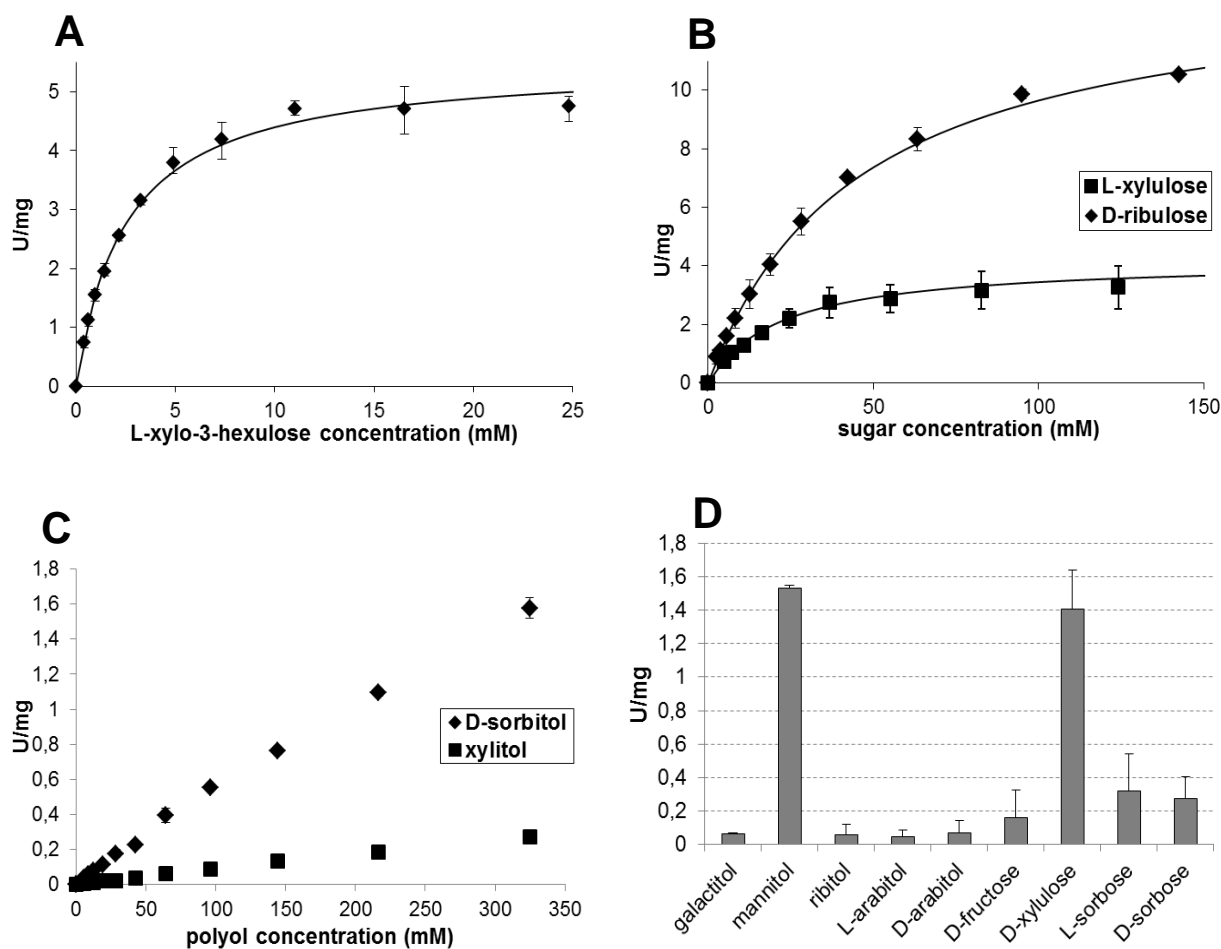 A
5
4
3
2
1
0
U/mg
0 5 10 15 20 25
L-xylo-3-hexulose concentration (mM)
B
10
8
6
4
2
0
U/mg
L-xylulose
D-ribulose
0 50 100 150
sugar concentration (mM)
C
1,8
1,6
1,4
1,2
1
0,8
0,6
0,4
0,2
0
U/mg
D-sorbitol
xylitol
0 50 100 150 200 250 300 350
polyol concentration (mM)
D
1,8
1,6
1,4
1,2
1
0,8
0,6
0,4
0,2
0
U/mg
galactitol
mannitol
ribitol
L-arabitol
D-arabitol
D-fructose
D-xylulose
L-sorbose
D-sorbose